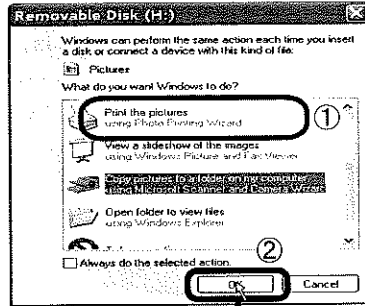 Removable Disk (H:)
Windows can perform the same action each time you insert
a disk or connect a device with this kind of file:
Pictures
What do you want Windows to do?
Print the pictures
using Photo Printing Wizard
①
View a slideshow of the images
using Windows Picture and Fax Viewer
Copy pictures to a folder on my computer
using Microsoft Scanner and Camera Wizard
Open folder to view files
using Windows Explorer
②
Always do the selected action.
OK
Cancel